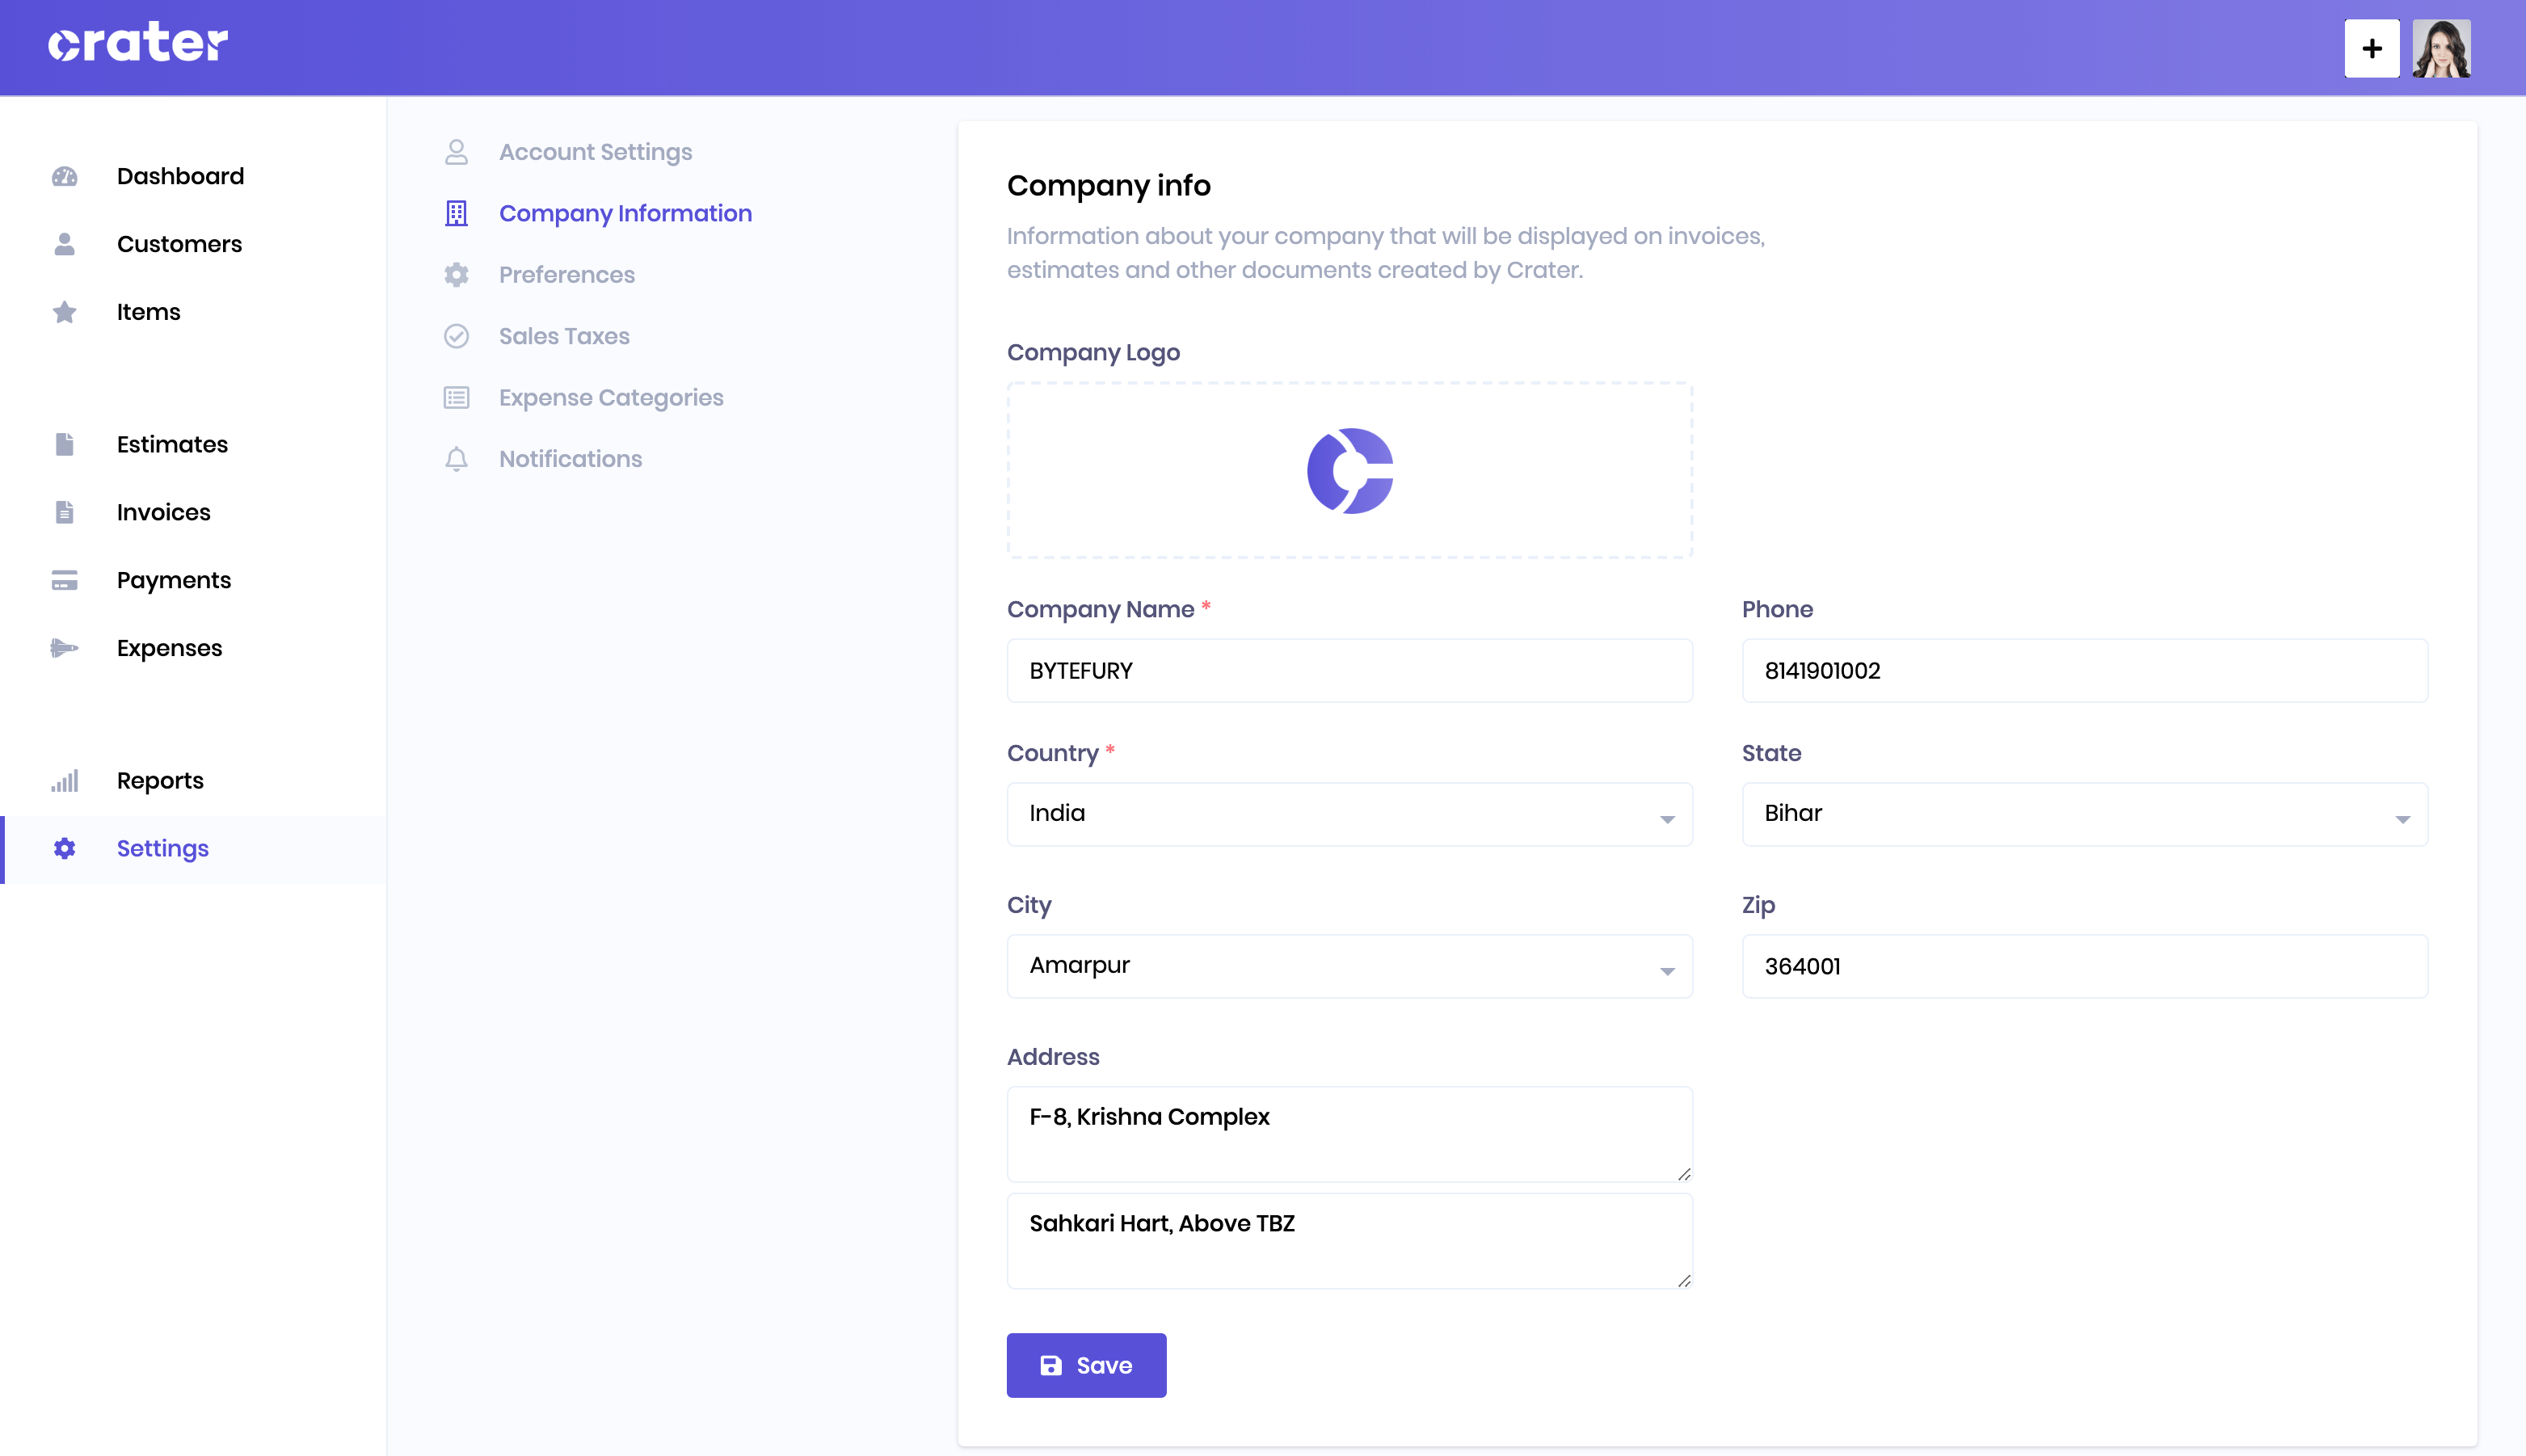 crater
Dashboard
Customers
Items
Estimates
Invoices
Payments
Expenses
Reports
Settings
Account Settings
Company Information
Preferences
Sales Taxes
Expense Categories
Notifications
Company info
Information about your company that will be displayed on invoices,
estimates and other documents created by Crater.
Company Logo
Company Name *
BYTEFURY
Phone
8141901002
Country *
India
State
Bihar
City
Amarpur
Zip
364001
Address
F-8, Krishna Complex
Sahkari Hart, Above TBZ
Save